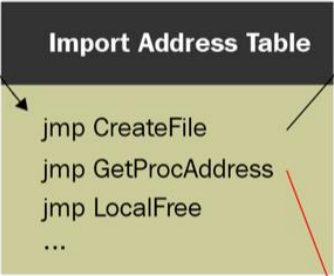 Import Address Table
jmp CreateFile
jmp GetProcAddress
jmp LocalFree
...